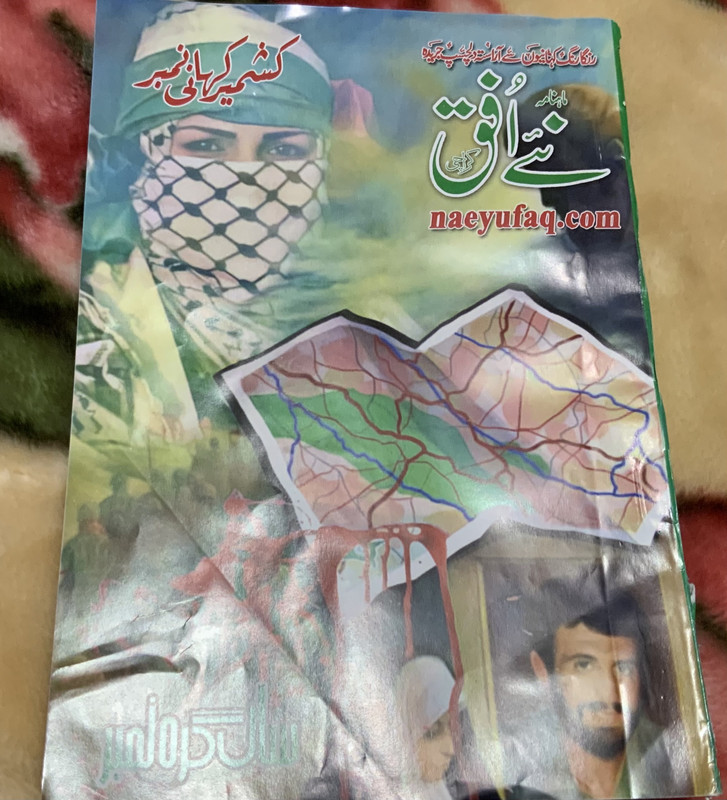 رنگا رنگ کہانیوں سے آراستہ دلچسپ جریدہ
کشمیر کہانی نمبر
ماہنامہ
نئے اُفق
کراچی
naeyufaq.com
سالگرہ نمبر